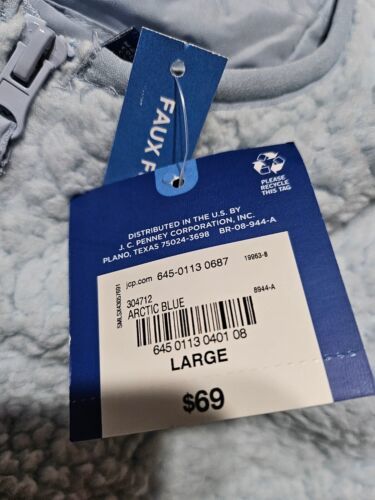 FAUX F
PLEASE
RECYCLE
THIS TAG
DISTRIBUTED IN THE U.S. BY
J. C. PENNEY CORPORATION, INC.
PLANO, TEXAS 75024-3698 BR-08-944-A
jcp.com 645-0113 0687 19963-8
304712 8944-A
ARCTIC BLUE
645 0113 0401 08
LARGE
$69